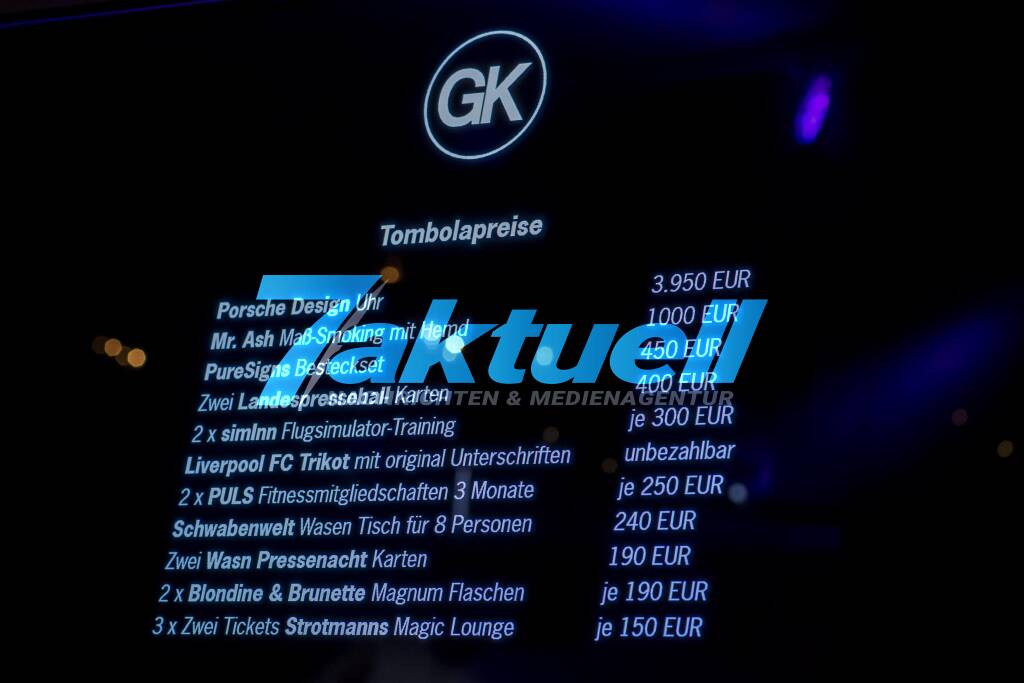 GK
Tombolapreise
Porsche Design Uhr 3.950 EUR
Mr. Ash Maß-Smoking mit Hemd 1000 EUR
PureSigns Besteckset 450 EUR
Zwei Landespresseball Karten 400 EUR
2 x simInn Flugsimulator-Training je 300 EUR
Liverpool FC Trikot mit original Unterschriften unbezahlbar
2 x PULS Fitnessmitgliedschaften 3 Monate je 250 EUR
Schwabenwelt Wasen Tisch für 8 Personen 240 EUR
Zwei Wasn Pressenacht Karten 190 EUR
2 x Blondine & Brunette Magnum Flaschen je 190 EUR
3 x Zwei Tickets Strotmanns Magic Lounge je 150 EUR
7aktuell
& MEDIENAGENTUR